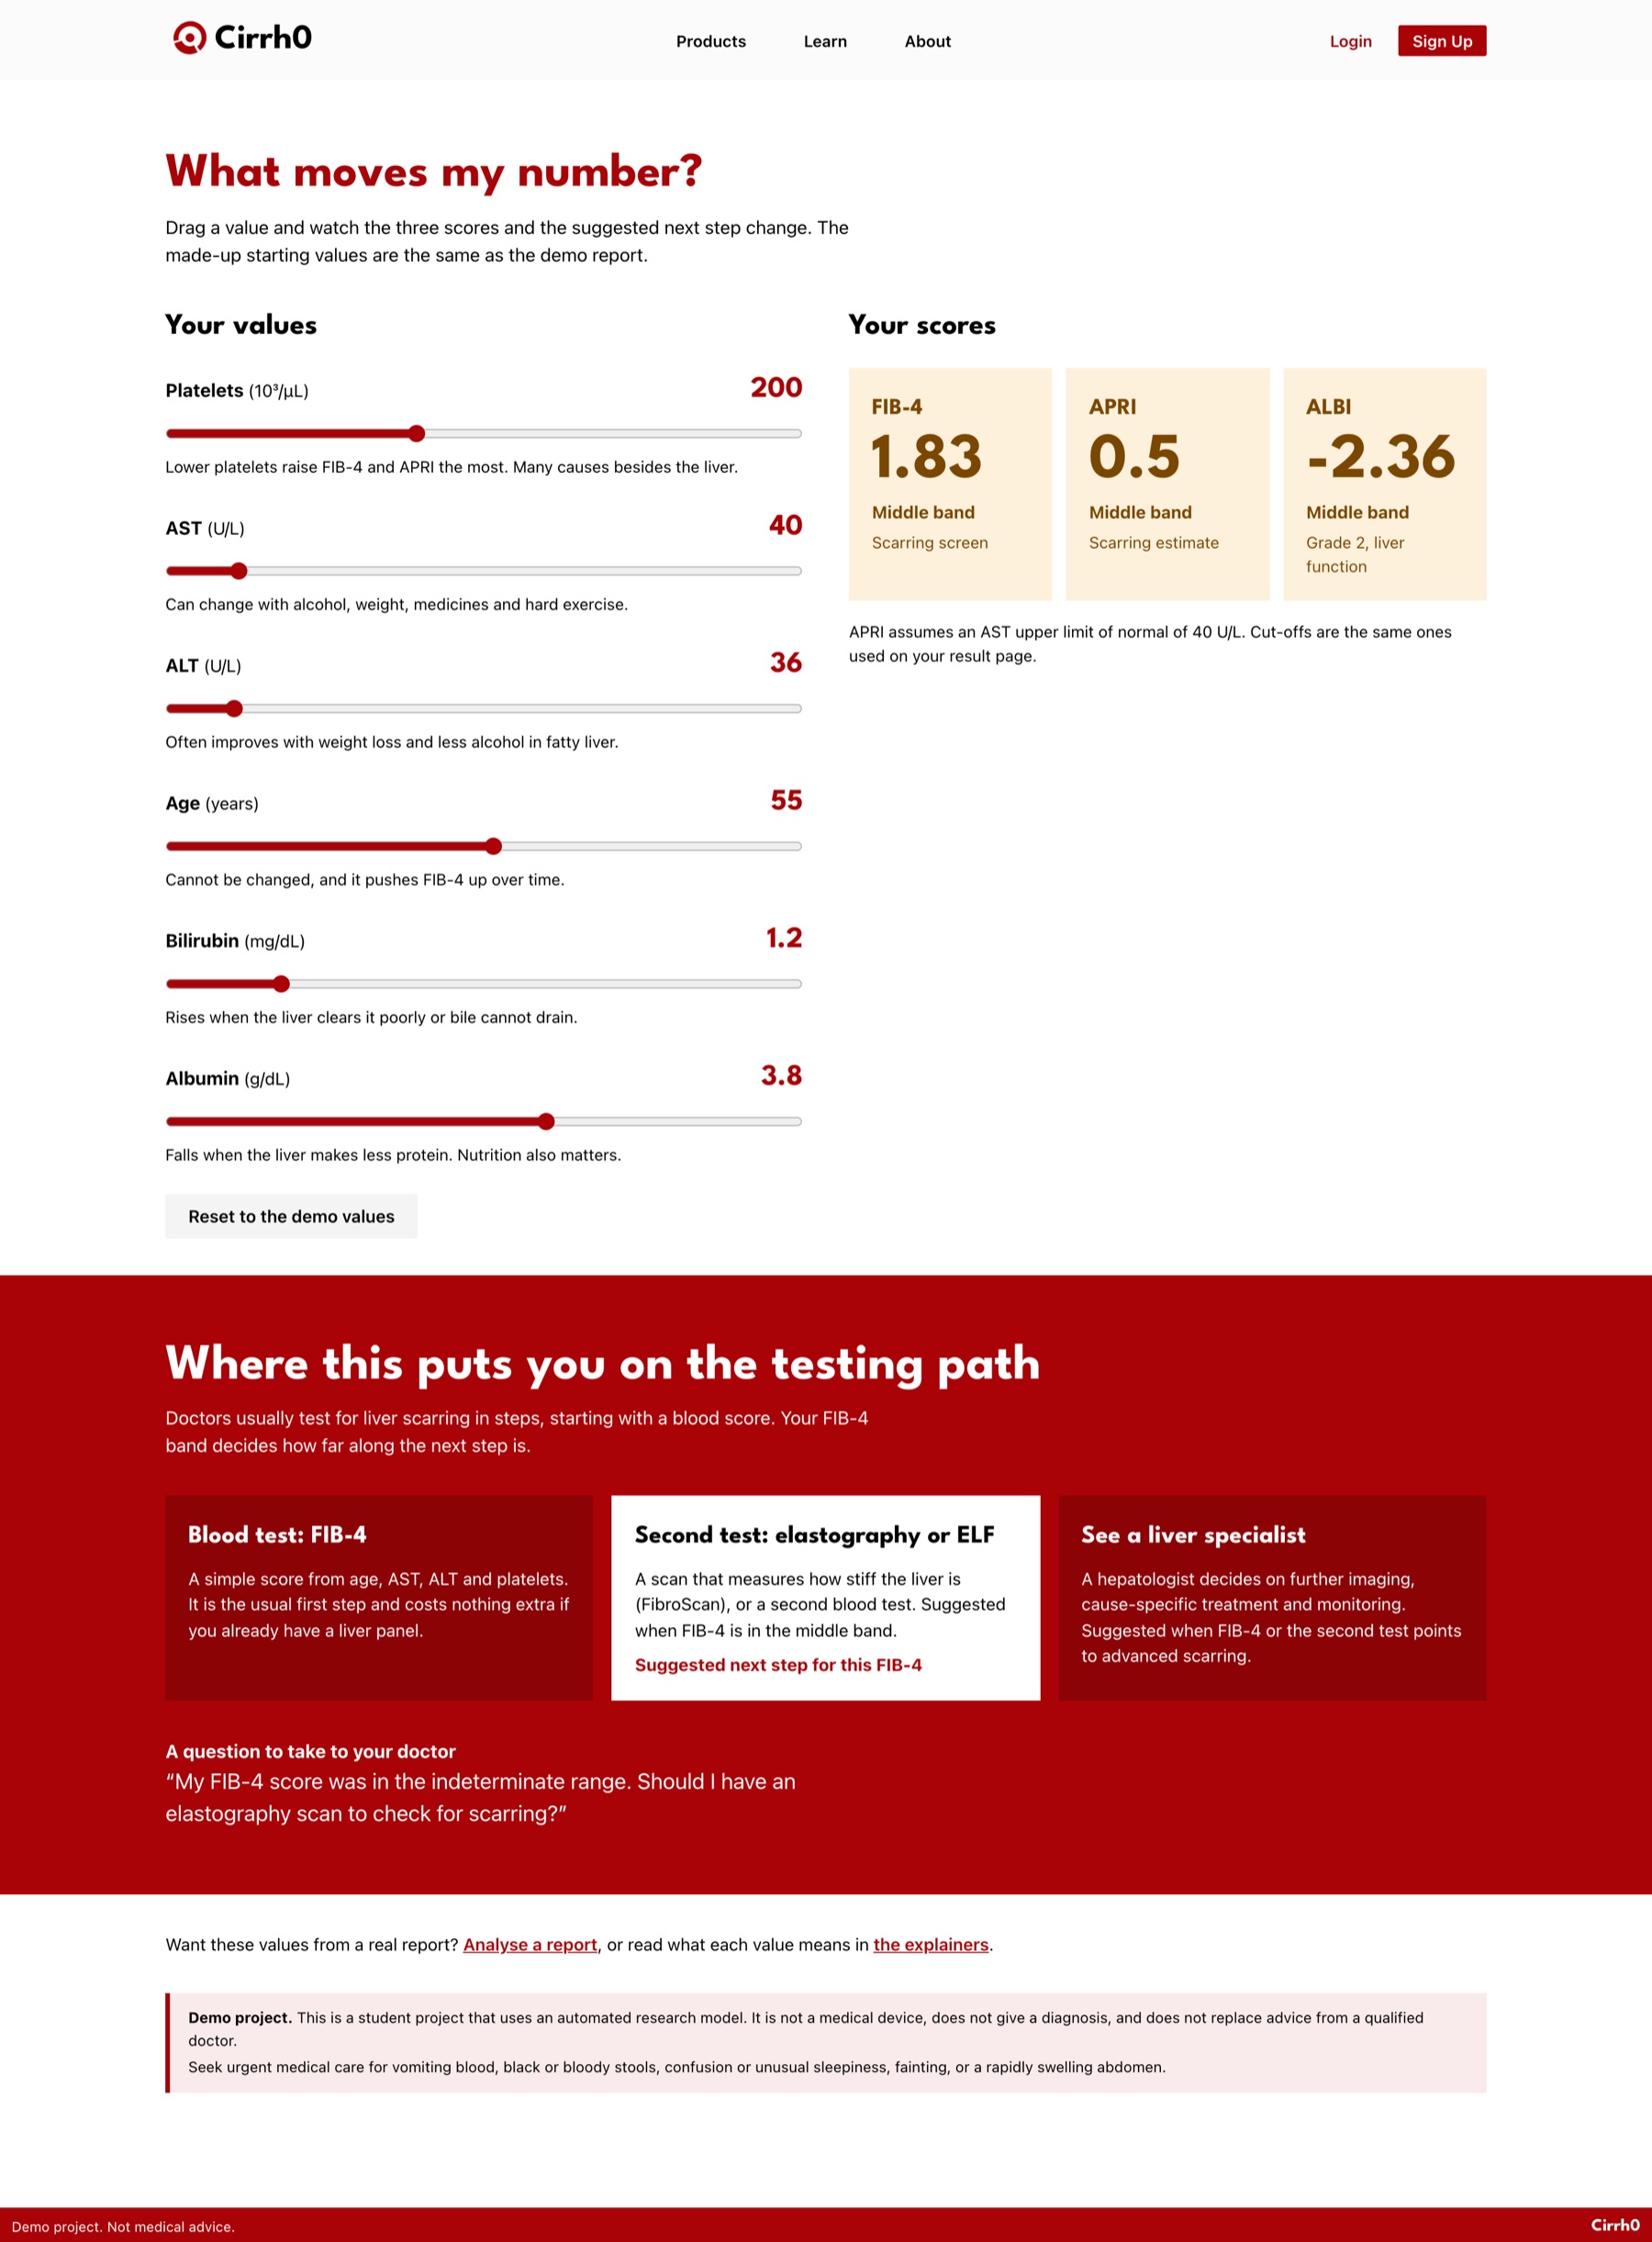 Cirrh0
Products
Learn
About
Login
Sign Up
What moves my number?
Drag a value and watch the three scores and the suggested next step change. The
made-up starting values are the same as the demo report.
Your values
Platelets (10³/µL)
200
Lower platelets raise FIB-4 and APRI the most. Many causes besides the liver.
AST (U/L)
40
Can change with alcohol, weight, medicines and hard exercise.
ALT (U/L)
36
Often improves with weight loss and less alcohol in fatty liver.
Age (years)
55
Cannot be changed, and it pushes FIB-4 up over time.
Bilirubin (mg/dL)
1.2
Rises when the liver clears it poorly or bile cannot drain.
Albumin (g/dL)
3.8
Falls when the liver makes less protein. Nutrition also matters.
Reset to the demo values
Your scores
FIB-4
1.83
Middle band
Scarring screen
APRI
0.5
Middle band
Scarring estimate
ALBI
-2.36
Middle band
Grade 2, liver
function
APRI assumes an AST upper limit of normal of 40 U/L. Cut-offs are the same ones
used on your result page.
Where this puts you on the testing path
Doctors usually test for liver scarring in steps, starting with a blood score. Your FIB-4
band decides how far along the next step is.
Blood test: FIB-4
A simple score from age, AST, ALT and platelets.
It is the usual first step and costs nothing extra if
you already have a liver panel.
Second test: elastography or ELF
A scan that measures how stiff the liver is
(FibroScan), or a second blood test. Suggested
when FIB-4 is in the middle band.
Suggested next step for this FIB-4
See a liver specialist
A hepatologist decides on further imaging,
cause-specific treatment and monitoring.
Suggested when FIB-4 or the second test points
to advanced scarring.
A question to take to your doctor
“My FIB-4 score was in the indeterminate range. Should I have an
elastography scan to check for scarring?”
Want these values from a real report? Analyse a report, or read what each value means in the explainers.
Demo project. This is a student project that uses an automated research model. It is not a medical device, does not give a diagnosis, and does not replace advice from a qualified
doctor.
Seek urgent medical care for vomiting blood, black or bloody stools, confusion or unusual sleepiness, fainting, or a rapidly swelling abdomen.
Demo project. Not medical advice.
Cirrh0